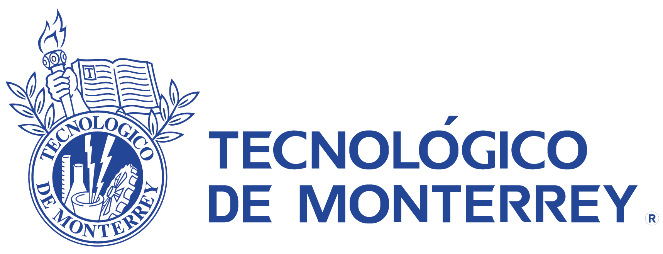 T
TECNOLOGICO
DE MONTERREY
TECNOLÓGICO
DE MONTERREY
®